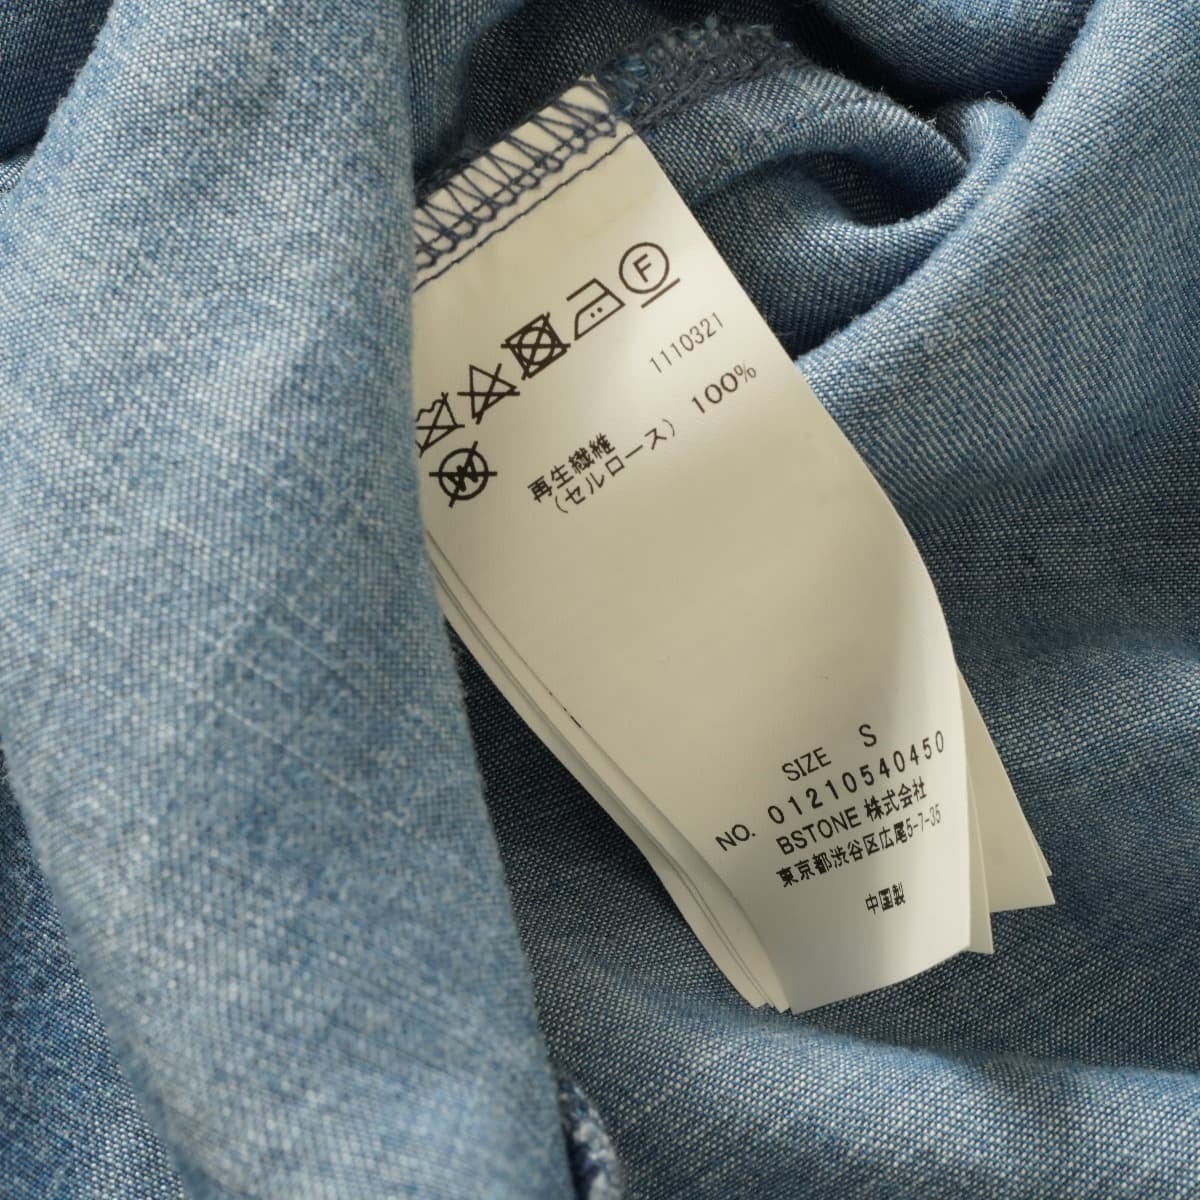 F
W
1110321
再生繊維
(セルロース) 100%
SIZE S
NO. 01210540450
BSTONE 株式会社
東京都渋谷区広尾5-7-35
中国製